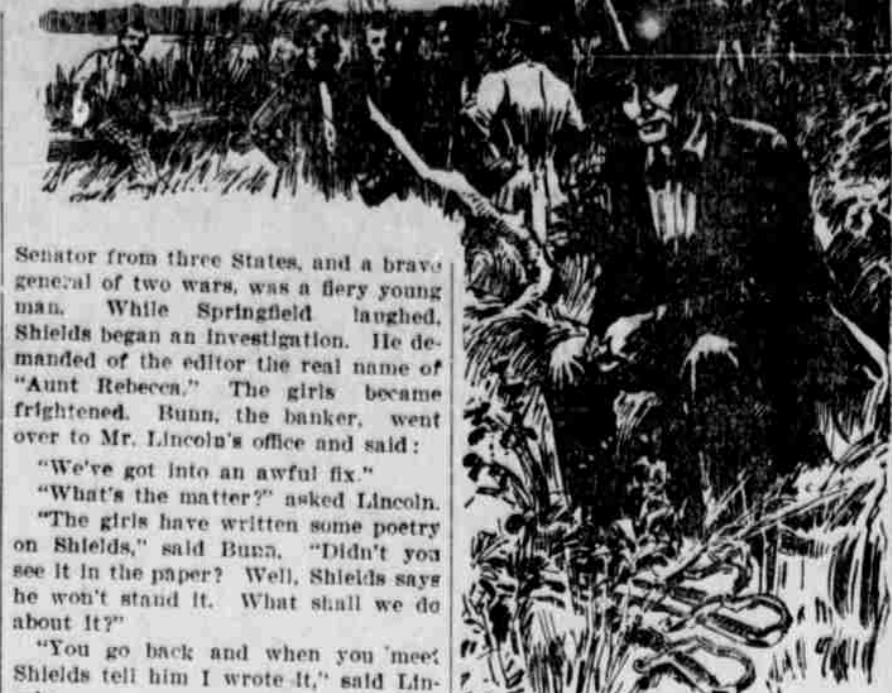 Senator from three States, and a brave
general of two wars, was a fiery young
man. While Springfield laughed,
Shields began an investigation. He de-
manded of the editor the real name of
"Aunt Rebecca." The girls became
frightened. Bunn, the banker, went
over to Mr. Lincoln's office and said:
"We've got into an awful fix."
"What's the matter?" asked Lincoln.
"The girls have written some poetry
on Shields," said Bunn. "Didn't you
see it in the paper? Well, Shields says
he won't stand it. What shall we do
about it?"
"You go back and when you meet
Shields tell him I wrote it," said Lin-